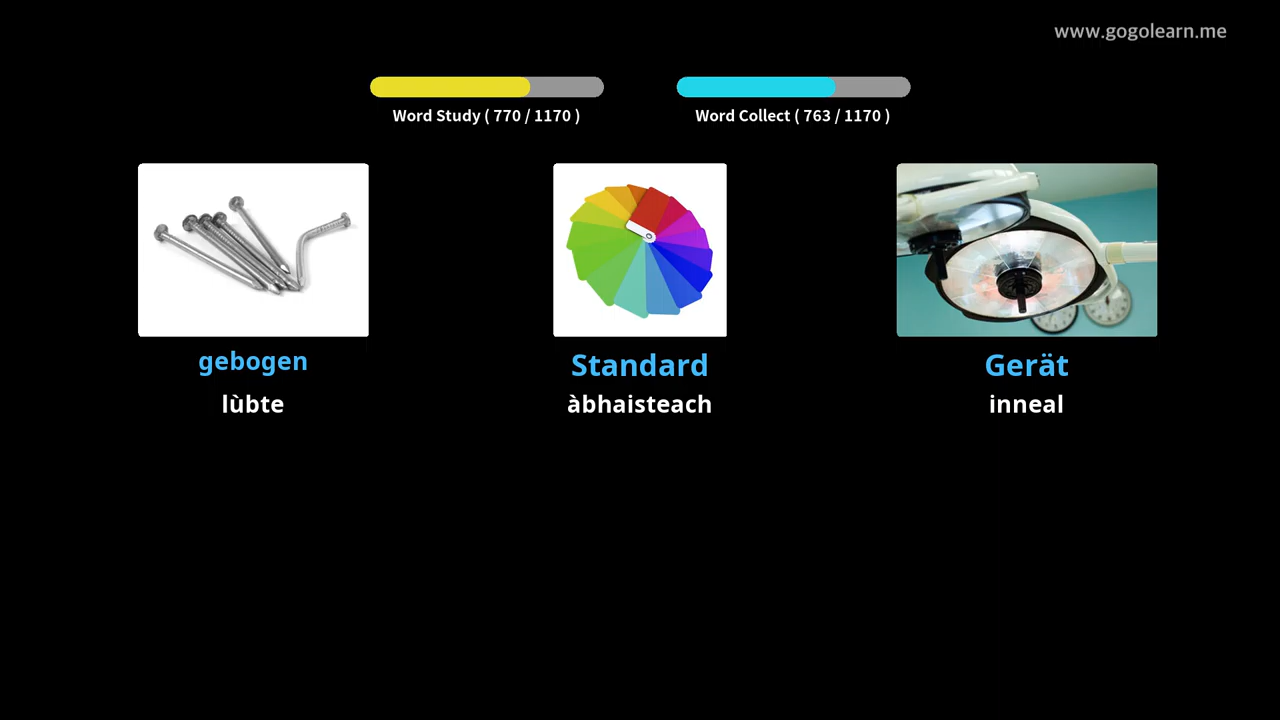 www.gogolearn.me
Word Study ( 770 / 1170 )
Word Collect ( 763 / 1170 )
gebogen
Standard
Gerät
lùbte
àbhaisteach
inneal